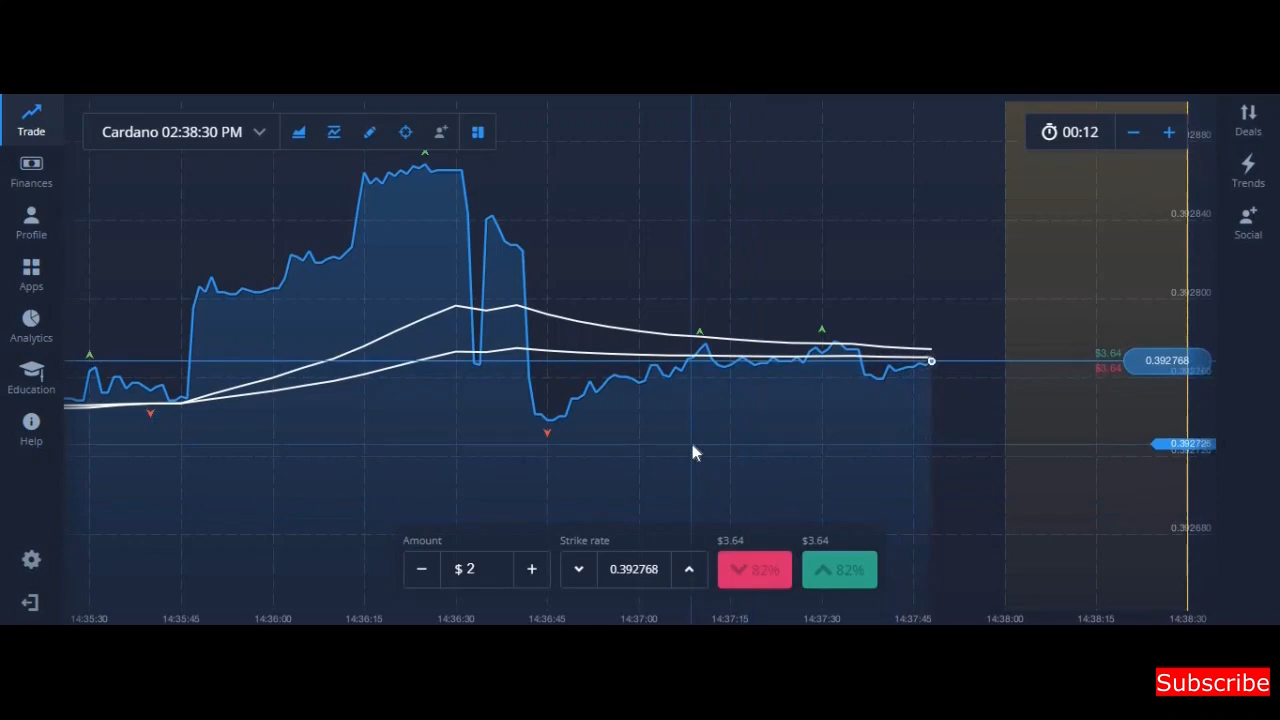 Trade
Finances
Profile
Apps
Analytics
Education
Help
Cardano 02:38:30 PM
00:12
Deals
Trends
Social
0.392840
0.392800
$3.64
$3.64
0.392768
0.392726
0.392680
Amount
$ 2
Strike rate
0.392768
$3.64
82%
$3.64
82%
14:35:30
14:35:45
14:36:00
14:36:15
14:36:30
14:36:45
14:37:00
14:37:15
14:37:30
14:37:45
14:38:00
14:38:15
14:38:30
Subscribe